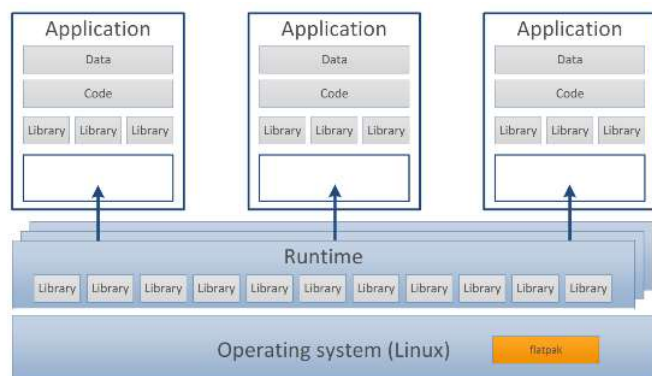 Application Application Application
Data Data Data
Code Code Code
Library Library Library Library Library Library Library Library Library
Runtime
Library Library Library Library Library Library Library Library Library Library Library
Operating system (Linux) flatpak